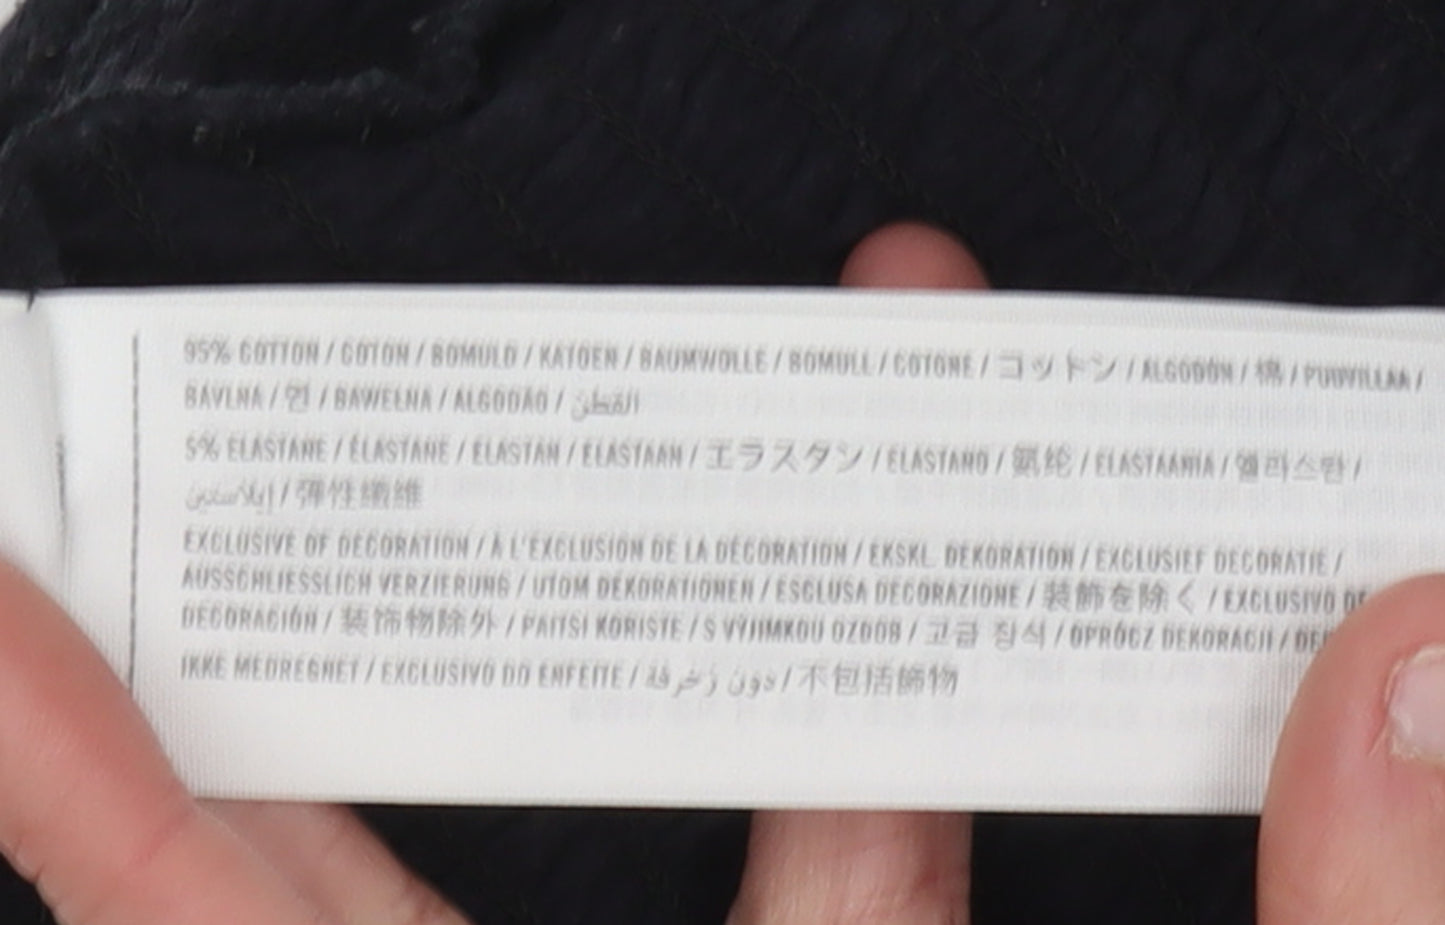 95% COTTON / COTON / BOMULD / KATOEN / BAUMWOLLE / BOMULL / COTONE / コットン / ALGODÓN / 棉 / PUUVILLAA /
BAVLNA / 면 / BAWEŁNA / ALGODÃO / القطن
5% ELASTANE / ÉLASTANE / ELASTAN / ELASTAAN / エラスタン / ELASTANO / 氨纶 / ELASTAANIA / 엘라스탄 /
إيلاستين / 弾性繊維
EXCLUSIVE OF DECORATION / À L'EXCLUSION DE LA DÉCORATION / EKSKL. DEKORATION / EXCLUSIEF DECORATIE /
AUSSCHLIESSLICH VERZIERUNG / UTOM DEKORATIONEN / ESCLUSA DECORAZIONE / 装飾を除く / EXCLUSIVO DE
DECORACIÓN / 装饰物除外 / PAITSI KORISTE / S VÝJIMKOU OZDOB / 고급 장식 / OPRÓCZ DEKORACJI /
IKKE MEDREGNET / EXCLUSIVO DO ENFEITE / دون زخرفة / 不包括飾物